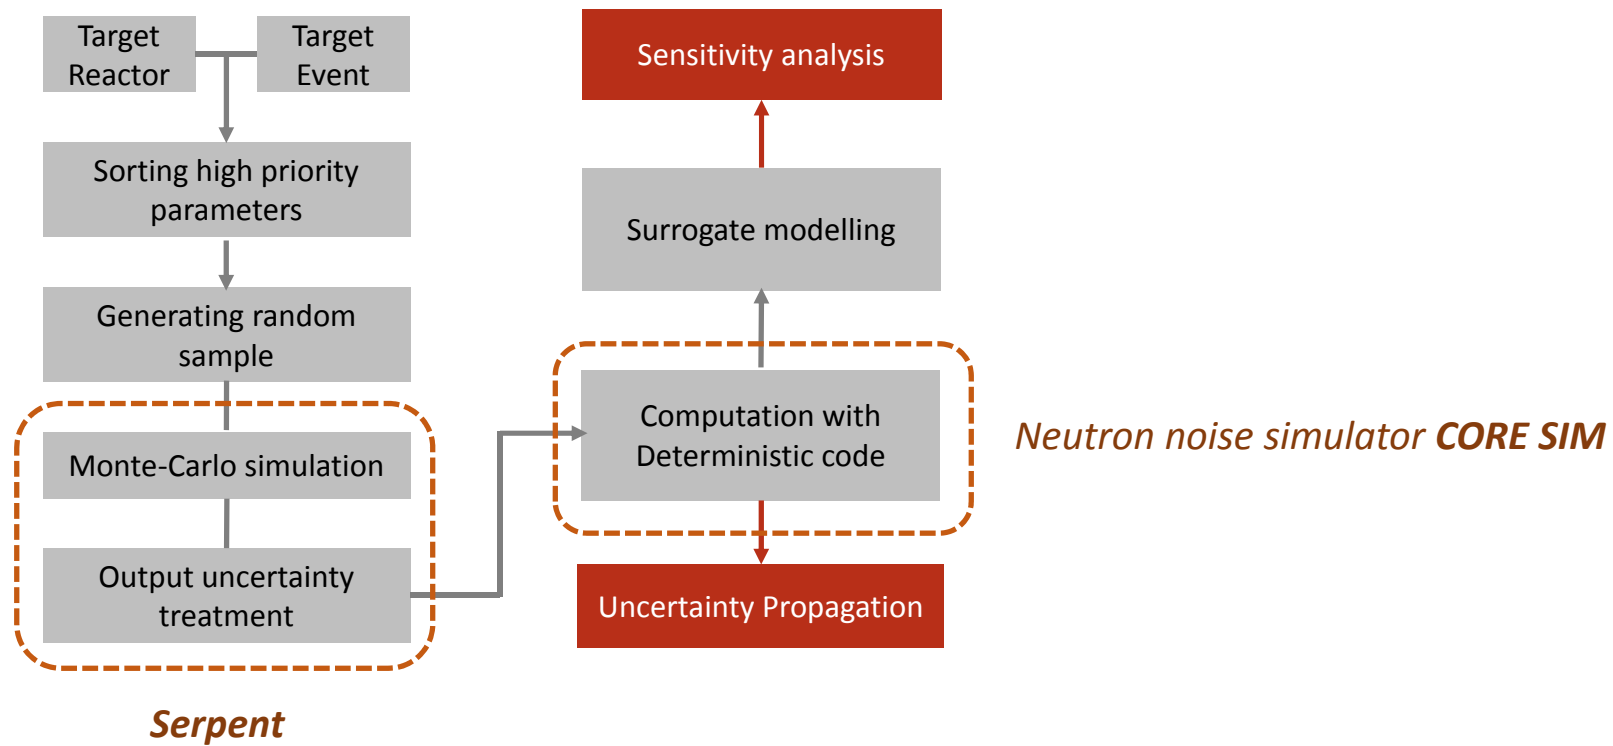 Target
Reactor
Target
Event
Sorting high priority
parameters
Generating random
sample
Monte-Carlo simulation
Output uncertainty
treatment
Serpent
Sensitivity analysis
Surrogate modelling
Computation with
Deterministic code
Uncertainty Propagation
Neutron noise simulator CORE SIM